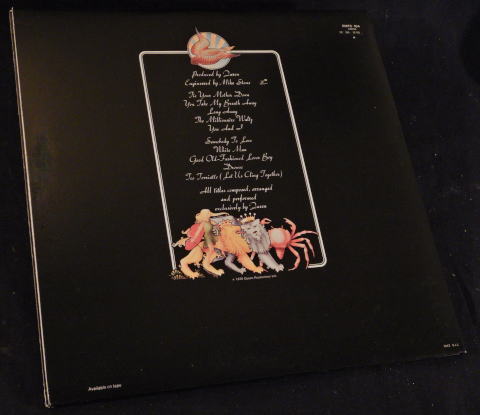 Produced by Queen
Engineered by Mike Stone
Tie Your Mother Down
You Take My Breath Away
Long Away
The Millionaire Waltz
You And I
Somebody To Love
White Man
Good Old-Fashioned Lover Boy
Drowse
Teo Torriatte (Let Us Cling Together)
All titles composed, arranged
and performed
exclusively by Queen
Available on tape